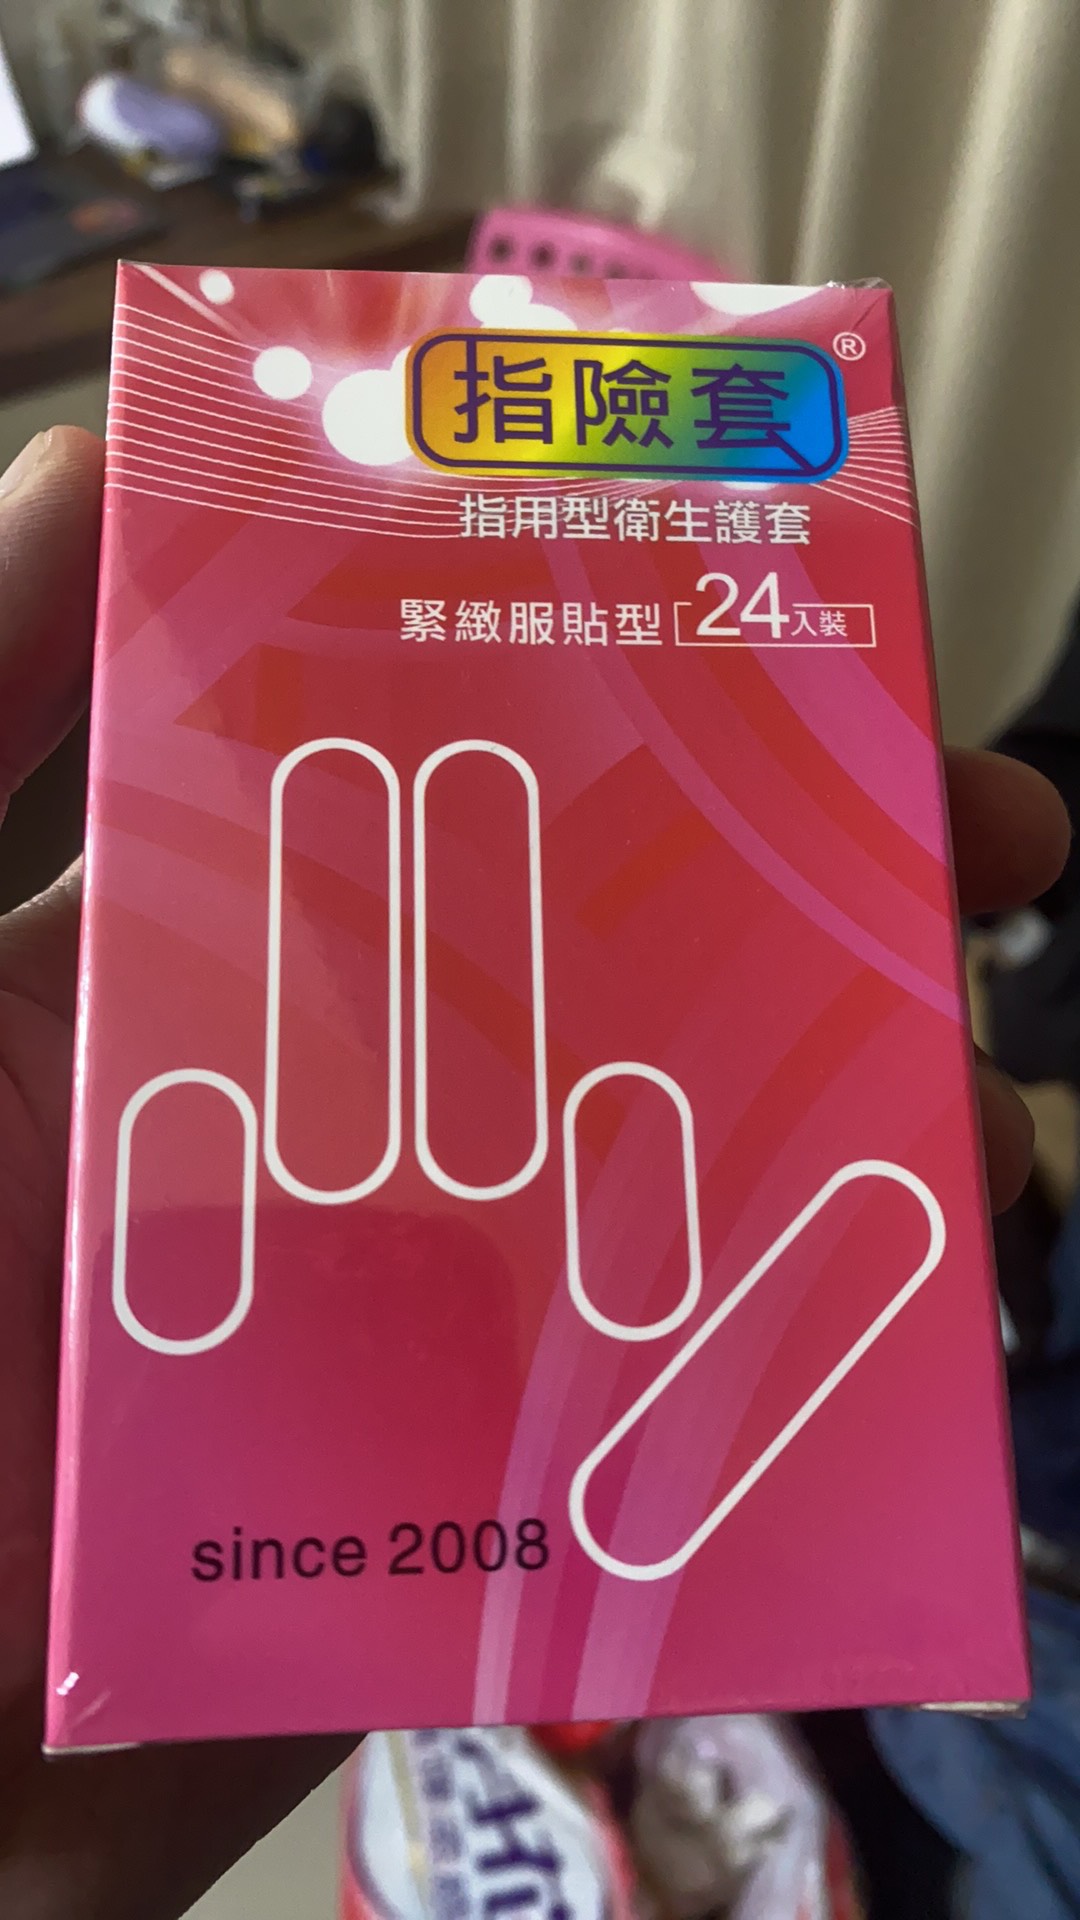 指險套®
指用型衛生護套
緊緻服貼型 24入裝
since 2008